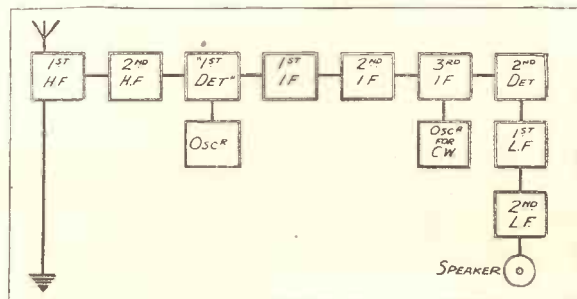 1ST
H.F
2ND
H.F
"1ST
DET"
1ST
I.F
2ND
I.F
3RD
I.F
2ND
DET
OSCR
OSCR
FOR
CW
1ST
L.F
2ND
L.F.
SPEAKER